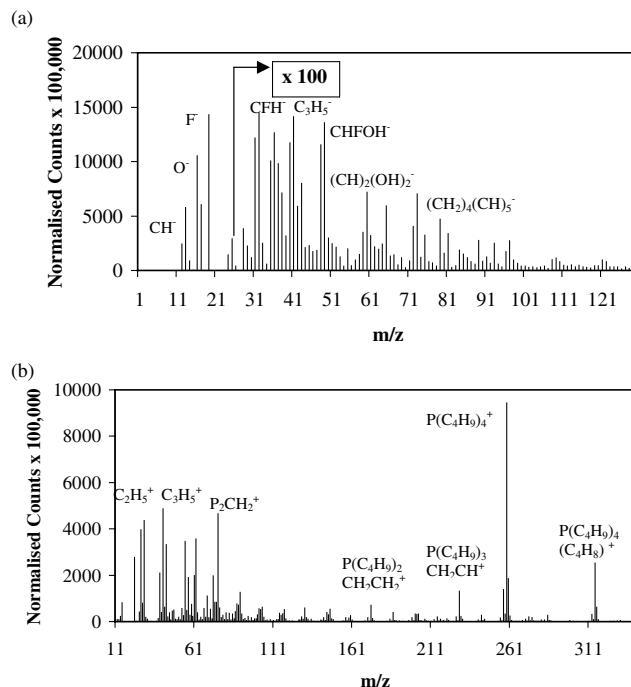 (a)
Normalised Counts x 100,000
20000
15000
10000
5000
0
x 100
F⁻
O⁻
CH⁻
CFH⁻
C₃H₅⁻
CHFOH⁻
(CH)₂(OH)₂⁻
(CH₂)₄(CH)₅⁻
1 11 21 31 41 51 61 71 81 91 101 111 121
m/z
(b)
Normalised Counts x 100,000
10000
8000
6000
4000
2000
0
C₂H₅⁺
C₃H₅⁺
P₂CH₂⁺
P(C₄H₉)₂
CH₂CH₂⁺
P(C₄H₉)₃
CH₂CH⁺
P(C₄H₉)₄⁺
P(C₄H₉)₄
(C₄H₈)⁺
11 61 111 161 211 261 311
m/z